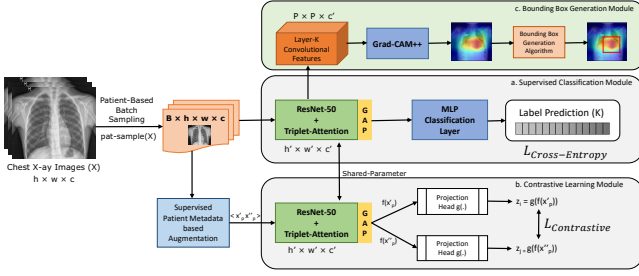 c. Bounding Box Generation Module
P × P × c'
Layer-K
Convolutional
Features
Grad-CAM++
Bounding Box
Generation
Algorithm
a. Supervised Classification Module
Patient-Based
Batch
Sampling
pat-sample(X)
B × h × w × c
ResNet-50
+
Triplet-Attention
G
A
P
h' × w' × c'
MLP
Classification
Layer
Label Prediction (K)
L_Cross−Entropy
Chest X-ay Images (X)
h × w × c
Shared-Parameter
b. Contrastive Learning Module
Supervised
Patient Metadata
based
Augmentation
< x'_p, x''_p >
ResNet-50
+
Triplet-Attention
G
A
P
h' × w' × c'
f(x'_p)
f(x''_p)
Projection
Head g(.)
z_i = g(f(x'_p))
L_Contrastive
Projection
Head g(.)
z_j = g(f(x''_p))